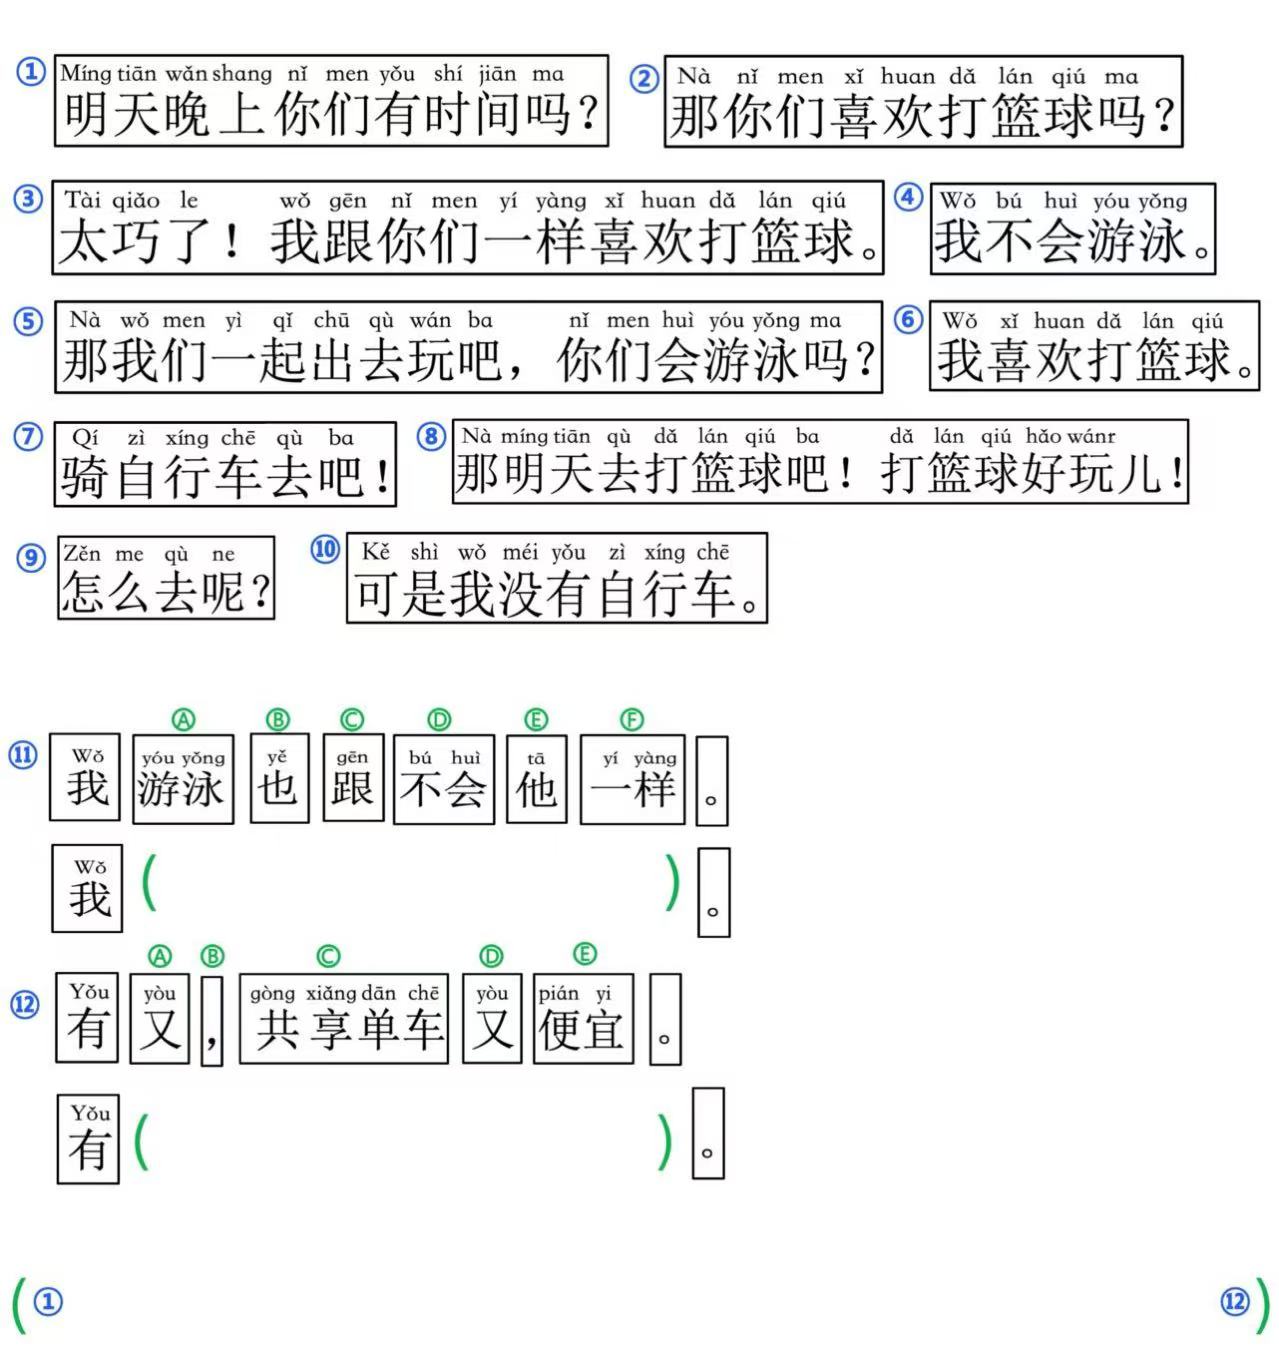 ① Míng tiān wǎn shang nǐ men yǒu shí jiān ma
明天晚上你们有时间吗？
② Nà nǐ men xǐ huan dǎ lán qiú ma
那你们喜欢打篮球吗？
③ Tài qiǎo le wǒ gēn nǐ men yí yàng xǐ huan dǎ lán qiú
太巧了！我跟你们一样喜欢打篮球。
④ Wǒ bú huì yóu yǒng
我不会游泳。
⑤ Nà wǒ men yì qǐ chū qù wán ba nǐ men huì yóu yǒng ma
那我们一起出去玩吧，你们会游泳吗？
⑥ Wǒ xǐ huan dǎ lán qiú
我喜欢打篮球。
⑦ Qí zì xíng chē qù ba
骑自行车去吧！
⑧ Nà míng tiān qù dǎ lán qiú ba dǎ lán qiú hǎo wánr
那明天去打篮球吧！打篮球好玩儿！
⑨ Zěn me qù ne
怎么去呢？
⑩ Kě shì wǒ méi yǒu zì xíng chē
可是我没有自行车。
Ⓐ Ⓑ Ⓒ Ⓓ Ⓔ Ⓕ
⑪ Wǒ yóu yǒng yě gēn bú huì tā yí yàng
我 游泳 也 跟 不会 他 一样 。
Wǒ
我 ( ) 。
Ⓐ Ⓑ Ⓒ Ⓓ Ⓔ
⑫ Yǒu yòu gòng xiǎng dān chē yòu pián yi
有 又 ， 共享单车 又 便宜 。
Yǒu
有 ( ) 。
( ① ⑫ )